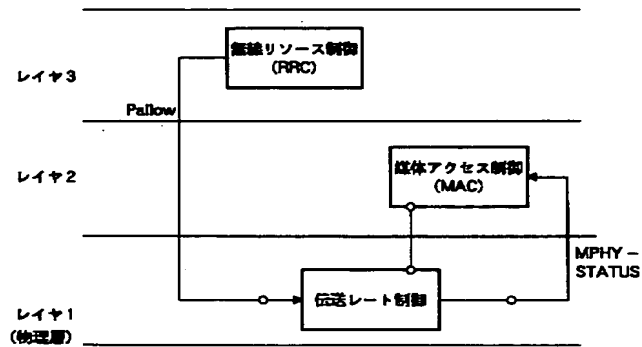 無線リソース制御
(RRC)
レイヤ3
Pallow
レイヤ2
媒体アクセス制御
(MAC)
MPHY－
STATUS
伝送レート制御
レイヤ1
(物理層)